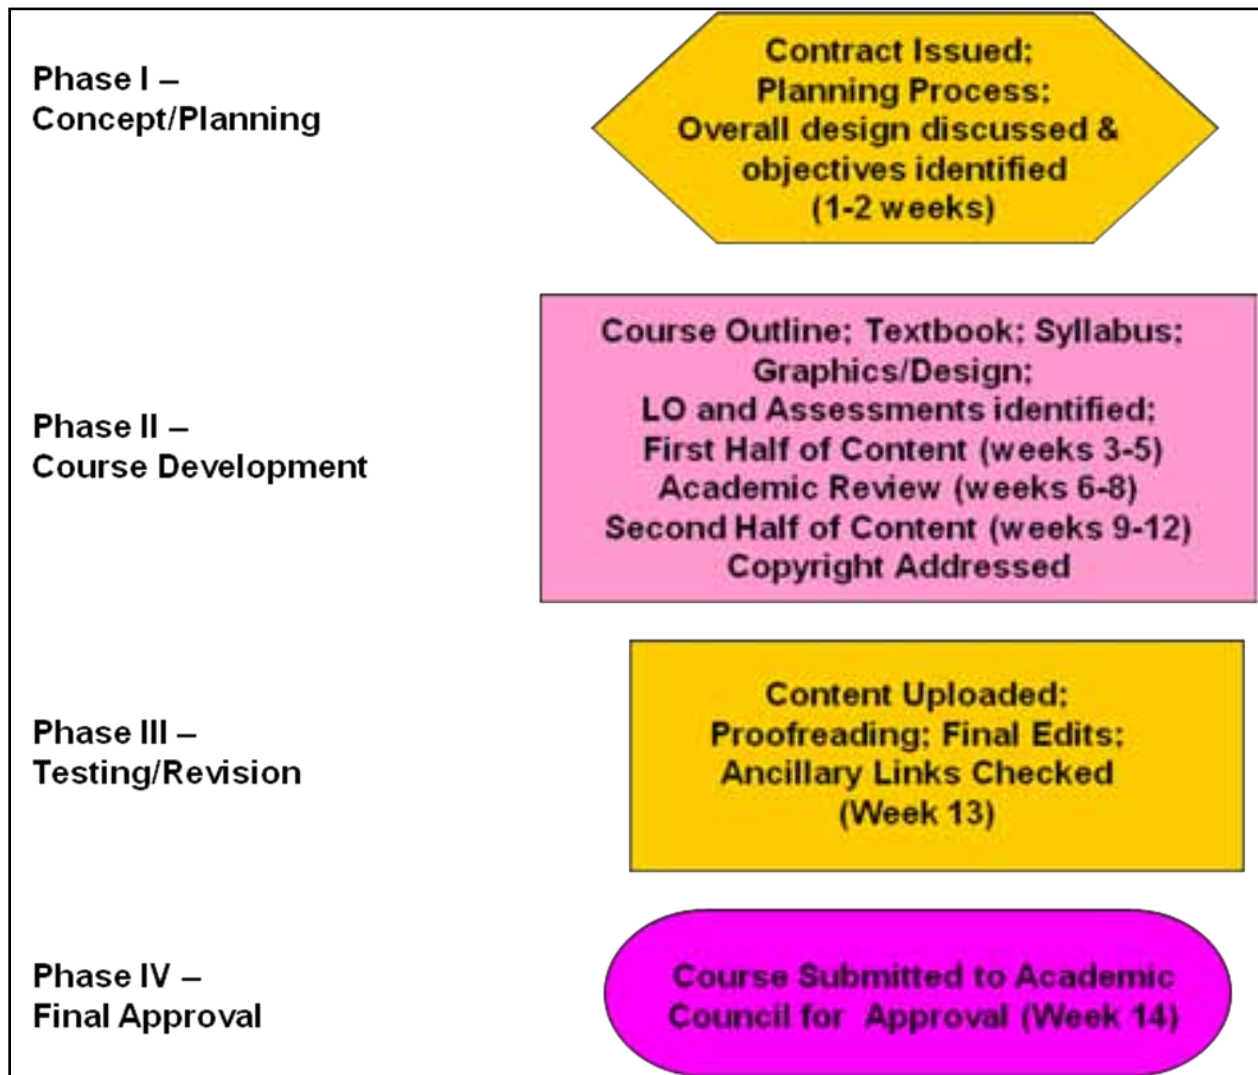 Phase I –
Concept/Planning
Contract Issued;
Planning Process;
Overall design discussed &
objectives identified
(1-2 weeks)
Phase II –
Course Development
Course Outline; Textbook; Syllabus;
Graphics/Design;
LO and Assessments identified;
First Half of Content (weeks 3-5)
Academic Review (weeks 6-8)
Second Half of Content (weeks 9-12)
Copyright Addressed
Phase III –
Testing/Revision
Content Uploaded;
Proofreading; Final Edits;
Ancillary Links Checked
(Week 13)
Phase IV –
Final Approval
Course Submitted to Academic
Council for Approval (Week 14)